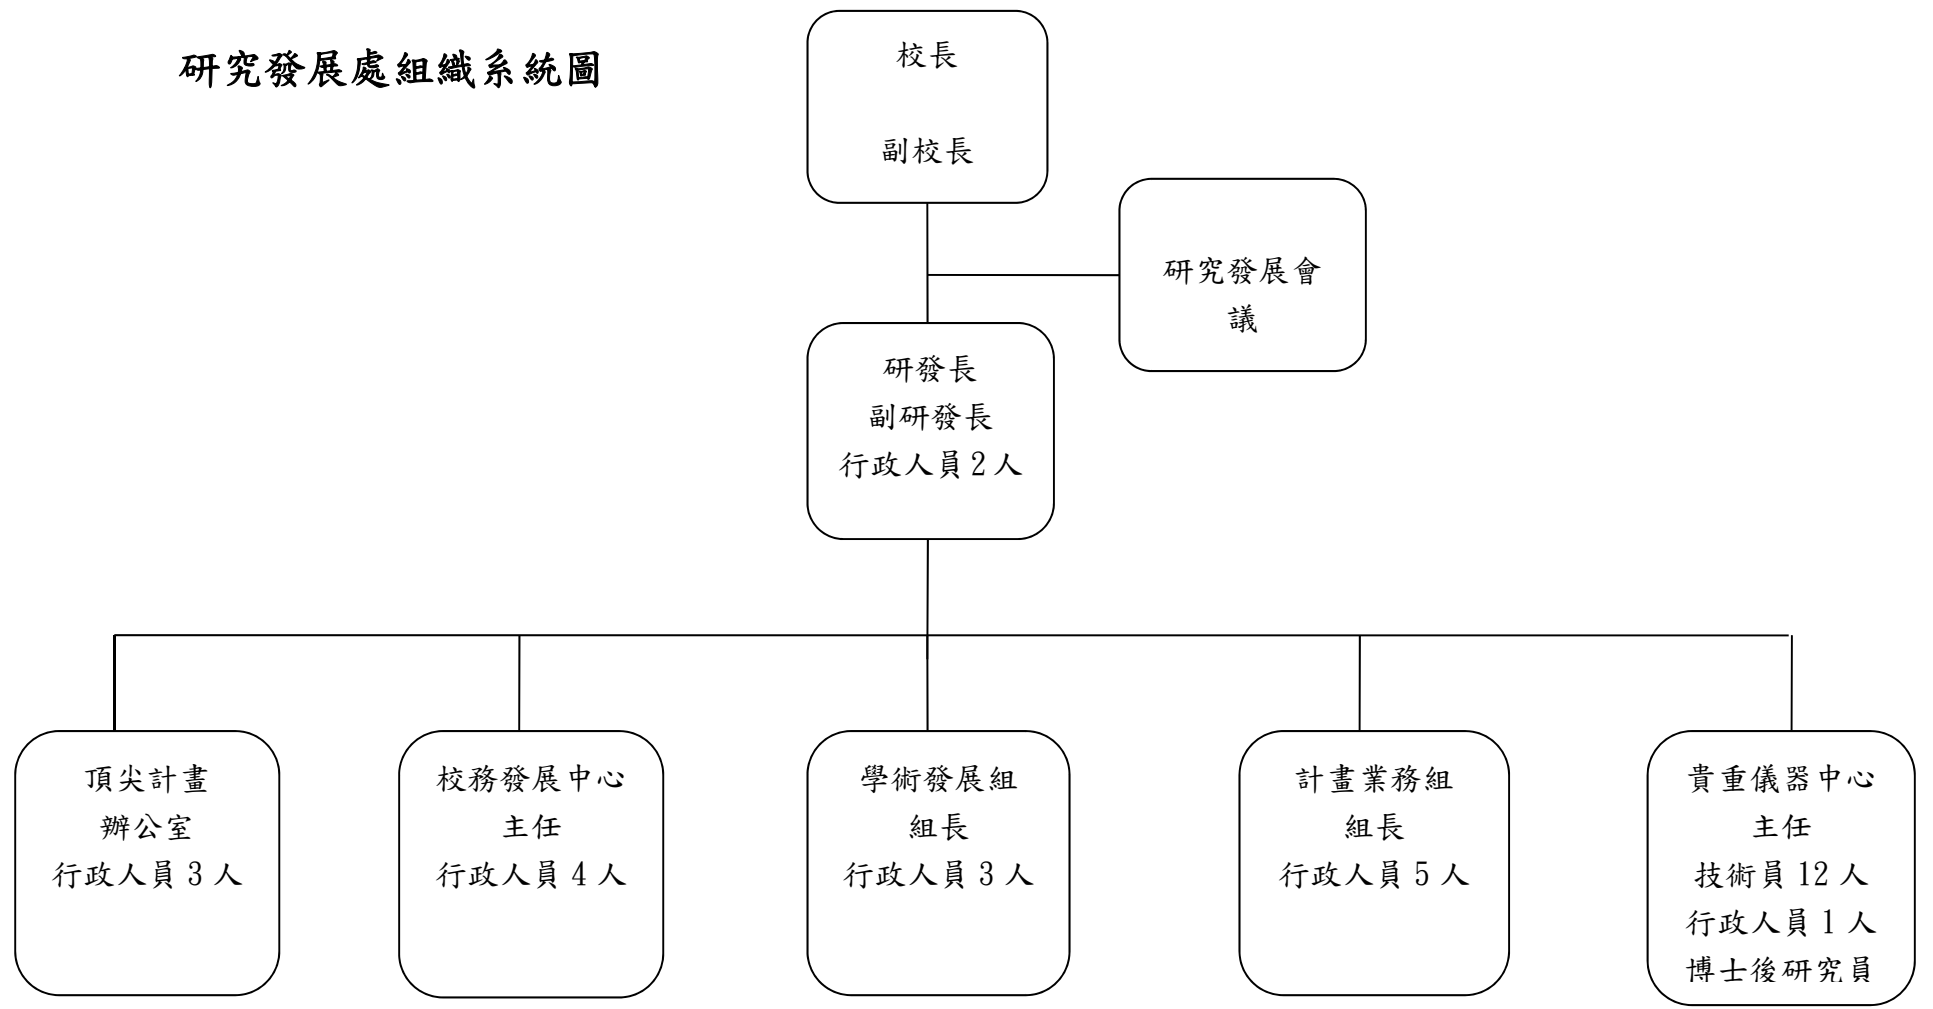 研究發展處組織系統圖
校長
副校長
研究發展會
議
研發長
副研發長
行政人員2人
頂尖計畫
辦公室
行政人員3人
校務發展中心
主任
行政人員4人
學術發展組
組長
行政人員3人
計畫業務組
組長
行政人員5人
貴重儀器中心
主任
技術員12人
行政人員1人
博士後研究員